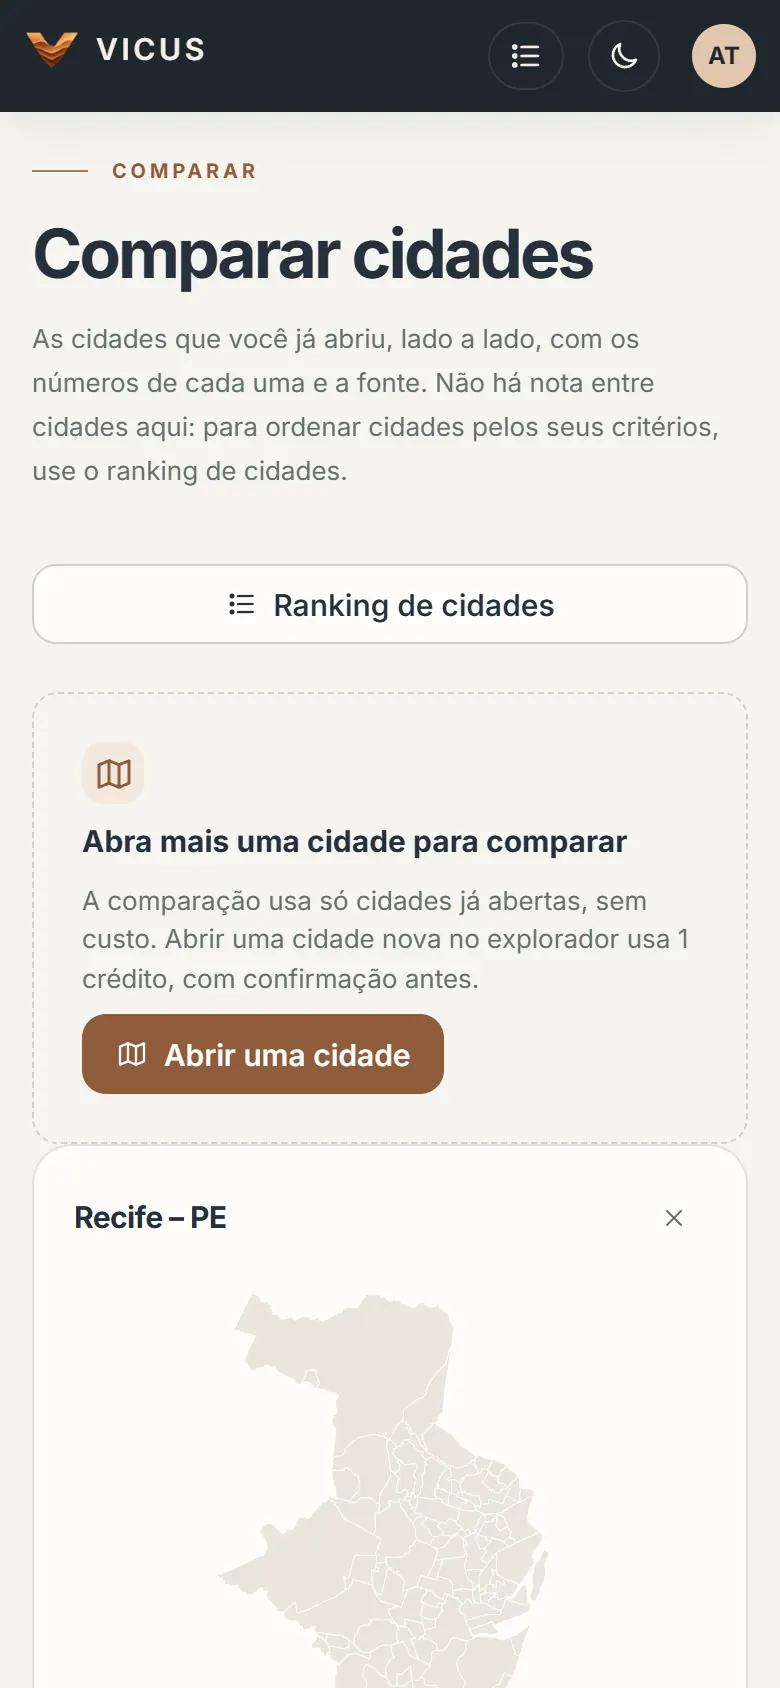 VICUS
AT
COMPARAR
Comparar cidades
As cidades que você já abriu, lado a lado, com os
números de cada uma e a fonte. Não há nota entre
cidades aqui: para ordenar cidades pelos seus critérios,
use o ranking de cidades.
Ranking de cidades
Abra mais uma cidade para comparar
A comparação usa só cidades já abertas, sem
custo. Abrir uma cidade nova no explorador usa 1
crédito, com confirmação antes.
Abrir uma cidade
Recife – PE